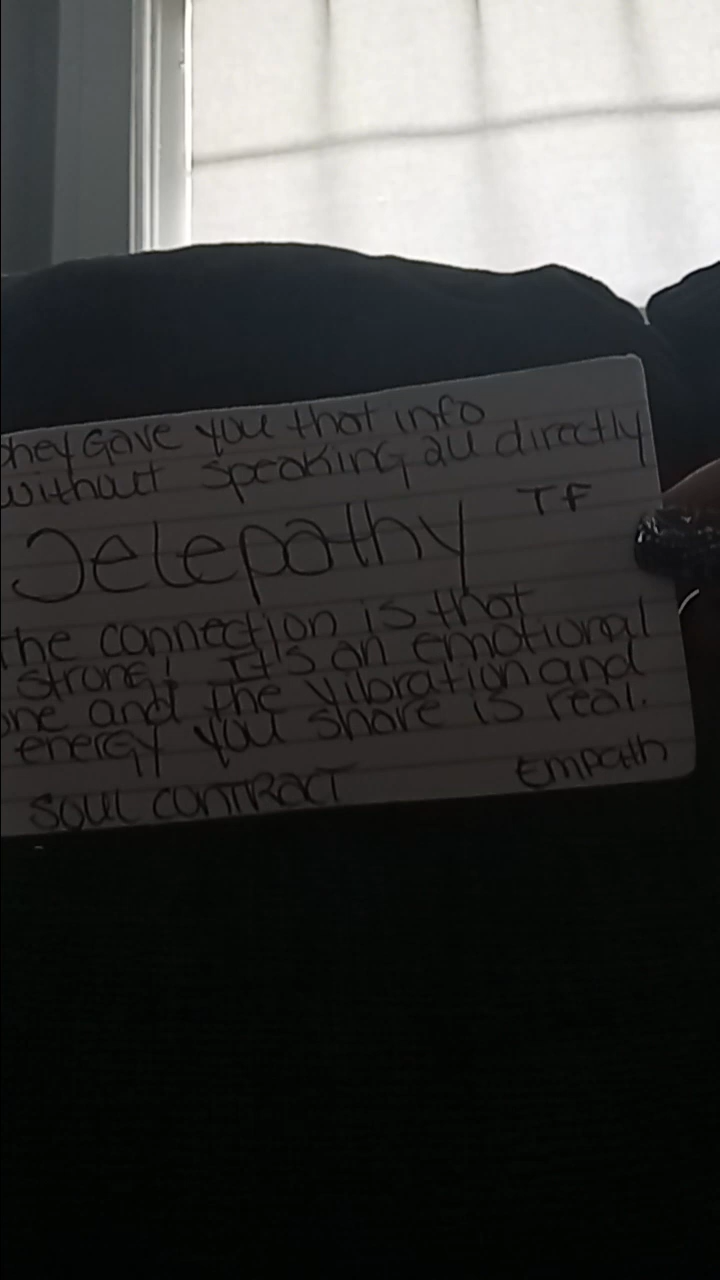 they Gave you that info
without speaking 2u directly
Telepathy TF
the connection is that
strong! It's an emotional
one and the vibration and
energy you share is real.
SOUL CONTRACT Empath